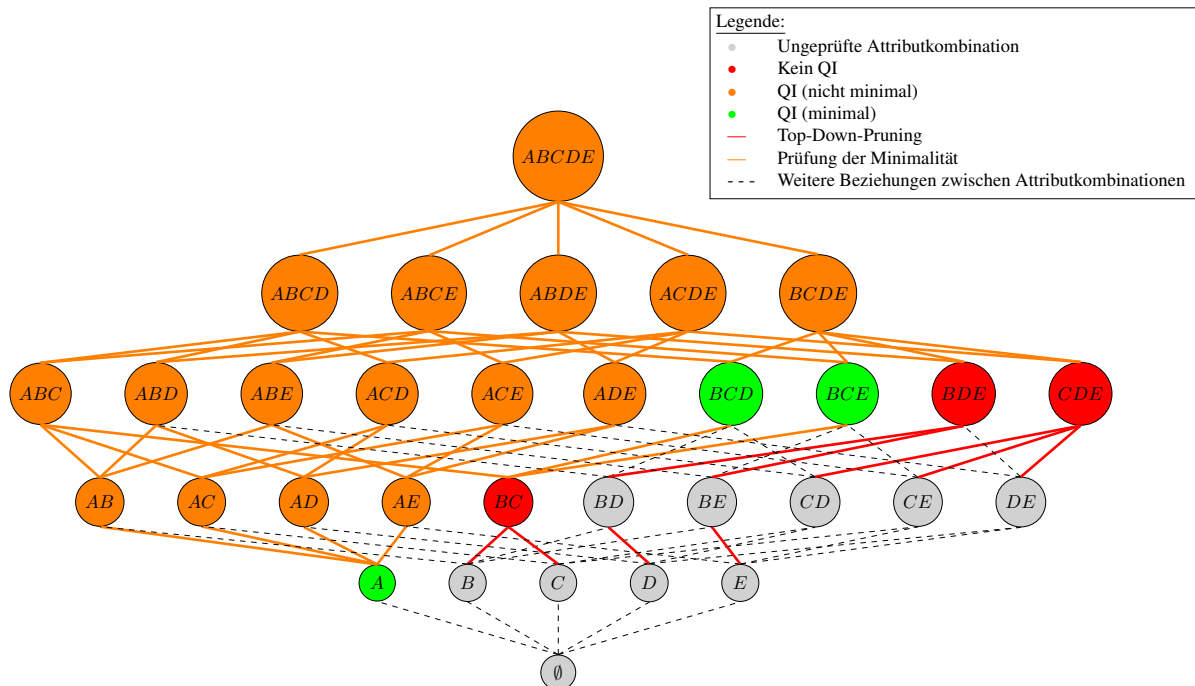 Legende:
Ungeprüfte Attributkombination
Kein QI
QI (nicht minimal)
QI (minimal)
Top-Down-Pruning
Prüfung der Minimalität
Weitere Beziehungen zwischen Attributkombinationen
ABCDE
ABCD ABCE ABDE ACDE BCDE
ABC ABD ABE ACD ACE ADE BCD BCE BDE CDE
AB AC AD AE BC BD BE CD CE DE
A B C D E
∅